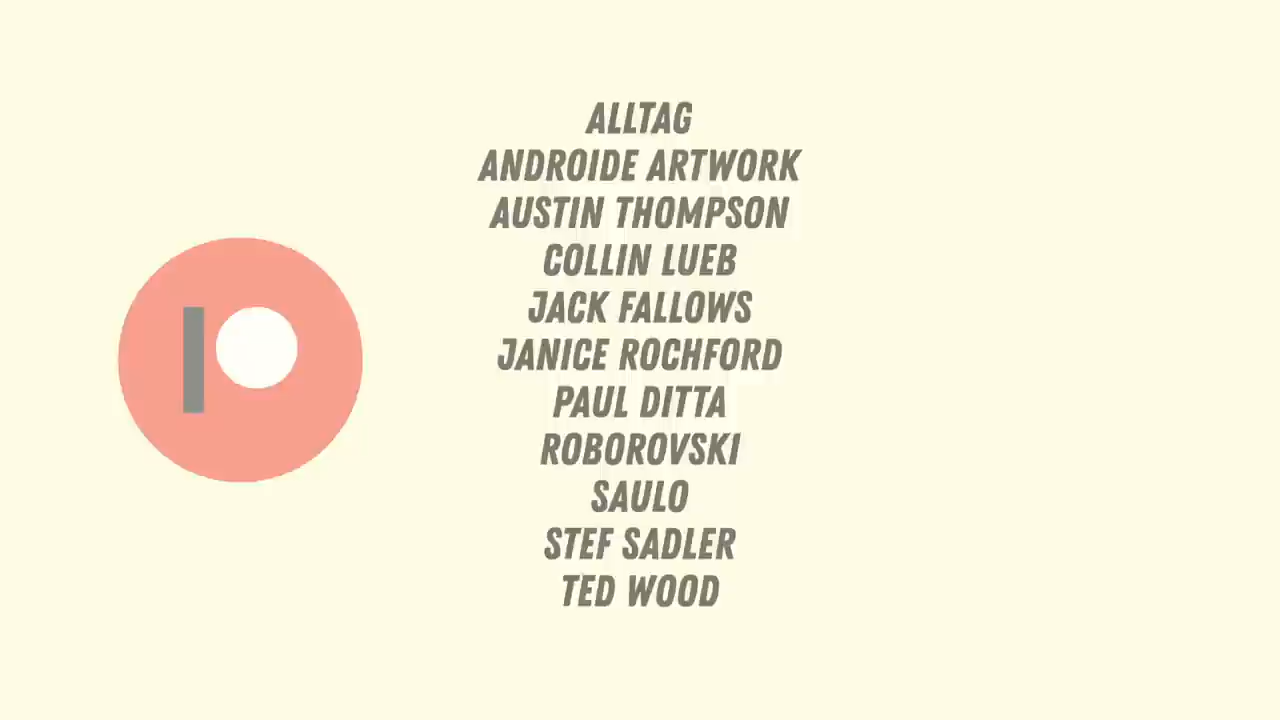 ALLTAG
ANDROIDE ARTWORK
AUSTIN THOMPSON
COLLIN LUEB
JACK FALLOWS
JANICE ROCHFORD
PAUL DITTA
ROBOROVSKI
SAULO
STEF SADLER
TED WOOD